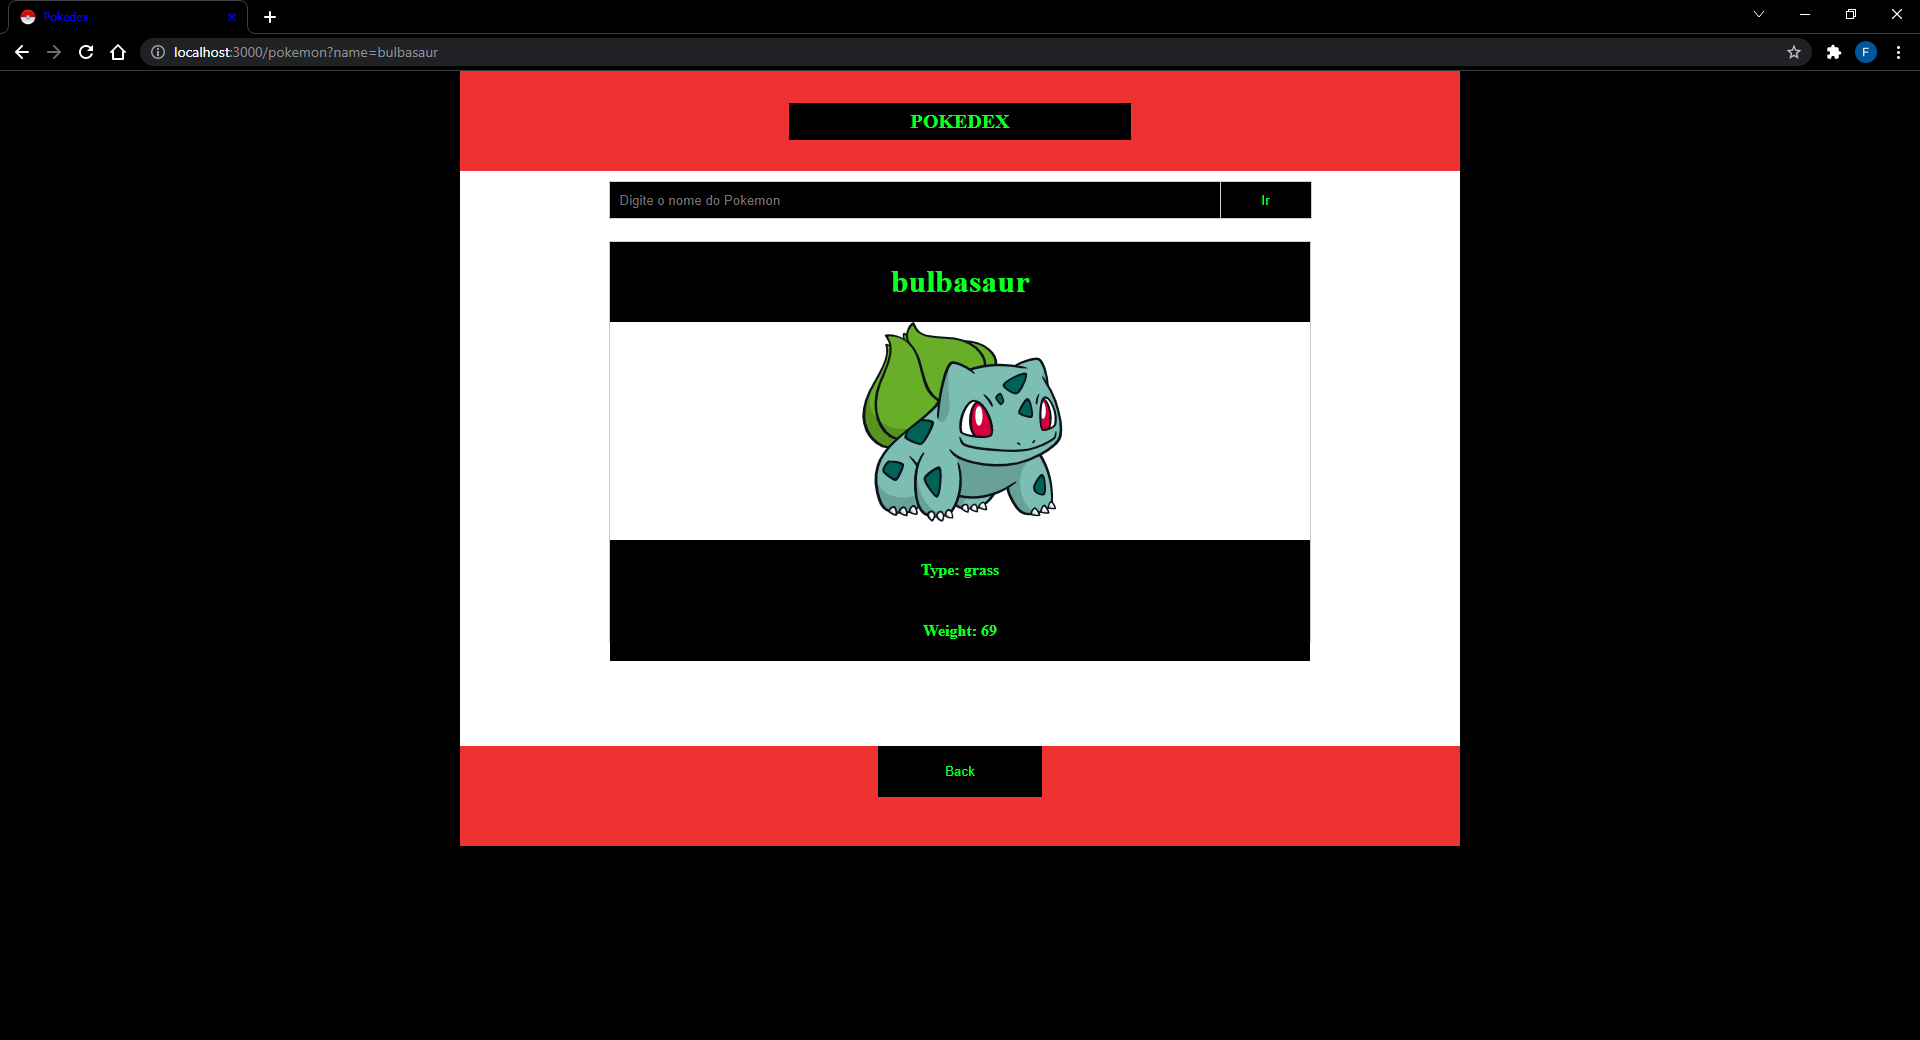 Pokedex
localhost:3000/pokemon?name=bulbasaur
F
POKEDEX
Digite o nome do Pokemon
Ir
bulbasaur
Type: grass
Weight: 69
Back